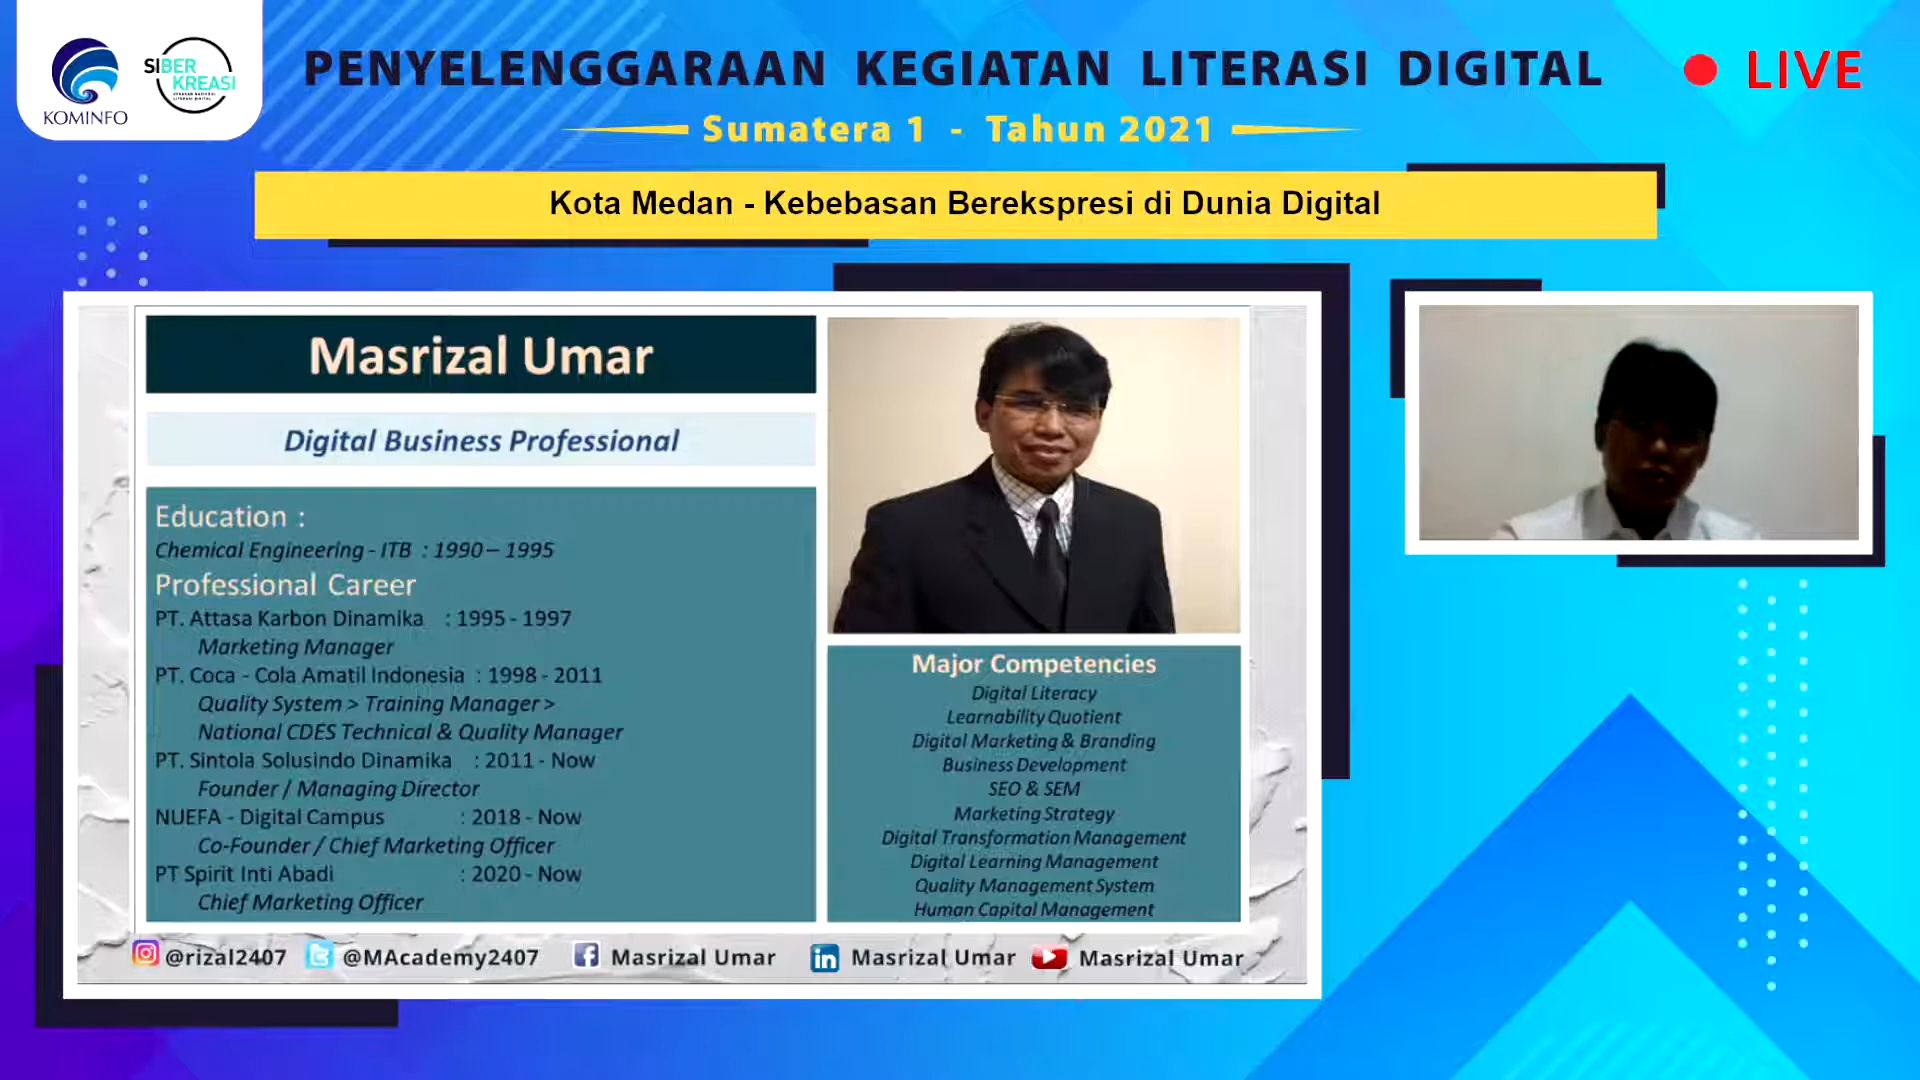 KOMINFO
SIBER
KREASI
PENYELENGGARAAN KEGIATAN LITERASI DIGITAL
LIVE
Sumatera 1 - Tahun 2021
Kota Medan - Kebebasan Berekspresi di Dunia Digital
Masrizal Umar
Digital Business Professional
Education :
Chemical Engineering - ITB : 1990 – 1995
Professional Career
PT. Attasa Karbon Dinamika : 1995 - 1997
Marketing Manager
PT. Coca - Cola Amatil Indonesia : 1998 - 2011
Quality System > Training Manager >
National CDES Technical & Quality Manager
PT. Sintola Solusindo Dinamika : 2011 - Now
Founder / Managing Director
NUEFA - Digital Campus : 2018 - Now
Co-Founder / Chief Marketing Officer
PT Spirit Inti Abadi : 2020 - Now
Chief Marketing Officer
Major Competencies
Digital Literacy
Learnability Quotient
Digital Marketing & Branding
Business Development
SEO & SEM
Marketing Strategy
Digital Transformation Management
Digital Learning Management
Quality Management System
Human Capital Management
@rizal2407 @MAcademy2407 Masrizal Umar Masrizal Umar Masrizal Umar